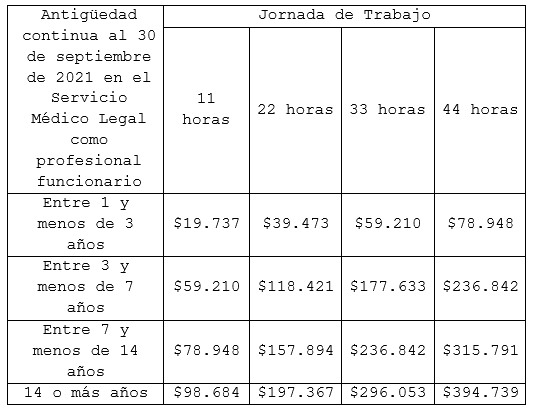 Antigüedad
continua al 30
de septiembre
de 2021 en el
Servicio
Médico Legal
como
profesional
funcionario
Jornada de Trabajo
11
horas
22 horas
33 horas
44 horas
Entre 1 y
menos de 3
años
$19.737
$39.473
$59.210
$78.948
Entre 3 y
menos de 7
años
$59.210
$118.421
$177.633
$236.842
Entre 7 y
menos de 14
años
$78.948
$157.894
$236.842
$315.791
14 o más años
$98.684
$197.367
$296.053
$394.739